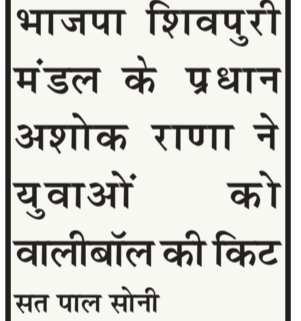 भाजपा शिवपुरी
मंडल के प्रधान
अशोक राणा ने
युवाओं को
वालीबॉल की किट
सत पाल सोनी